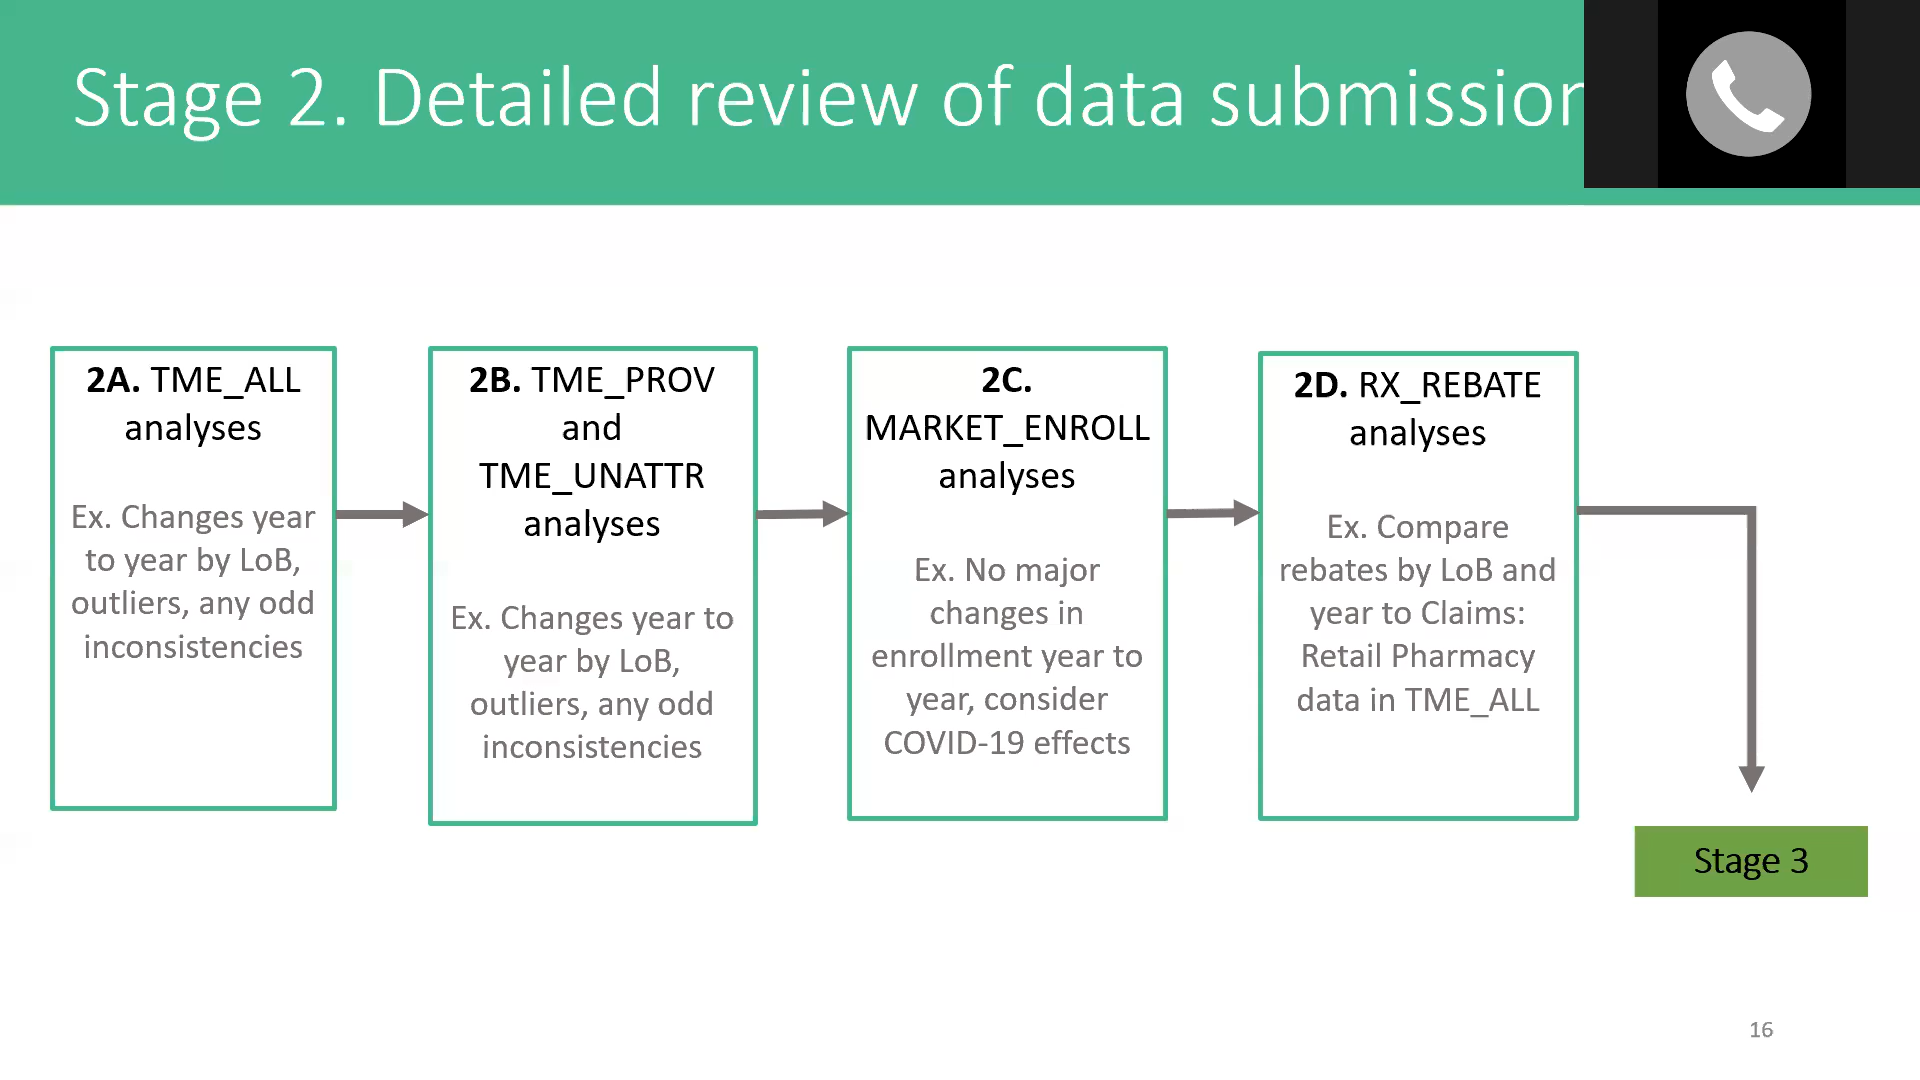 Stage 2. Detailed review of data submission
2A. TME_ALL
analyses
Ex. Changes year
to year by LoB,
outliers, any odd
inconsistencies
2B. TME_PROV
and
TME_UNATTR
analyses
Ex. Changes year to
year by LoB,
outliers, any odd
inconsistencies
2C.
MARKET_ENROLL
analyses
Ex. No major
changes in
enrollment year to
year, consider
COVID-19 effects
2D. RX_REBATE
analyses
Ex. Compare
rebates by LoB and
year to Claims:
Retail Pharmacy
data in TME_ALL
Stage 3
16